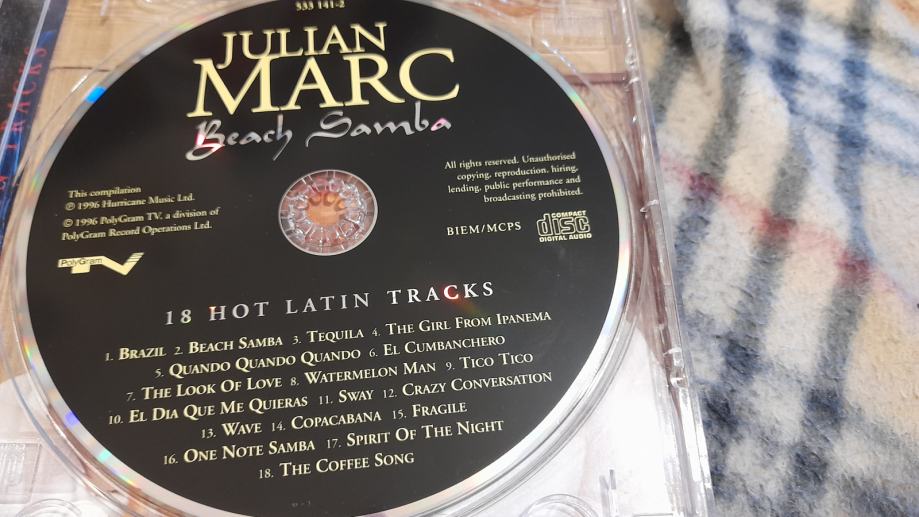 533 141-2
JULIAN
MARC
Beach Samba
This compilation
℗ 1996 Hurricane Music Ltd.
© 1996 PolyGram TV, a division of
PolyGram Record Operations Ltd.
PolyGram TV
All rights reserved. Unauthorised
copying, reproduction, hiring,
lending, public performance and
broadcasting prohibited.
BIEM/MCPS
COMPACT
disc
DIGITAL AUDIO
18 HOT LATIN TRACKS
1. BRAZIL 2. BEACH SAMBA 3. TEQUILA 4. THE GIRL FROM IPANEMA
5. QUANDO QUANDO QUANDO 6. EL CUMBANCHERO
7. THE LOOK OF LOVE 8. WATERMELON MAN 9. TICO TICO
10. EL DIA QUE ME QUIERAS 11. SWAY 12. CRAZY CONVERSATION
13. WAVE 14. COPACABANA 15. FRAGILE
16. ONE NOTE SAMBA 17. SPIRIT OF THE NIGHT
18. THE COFFEE SONG
TRACKS